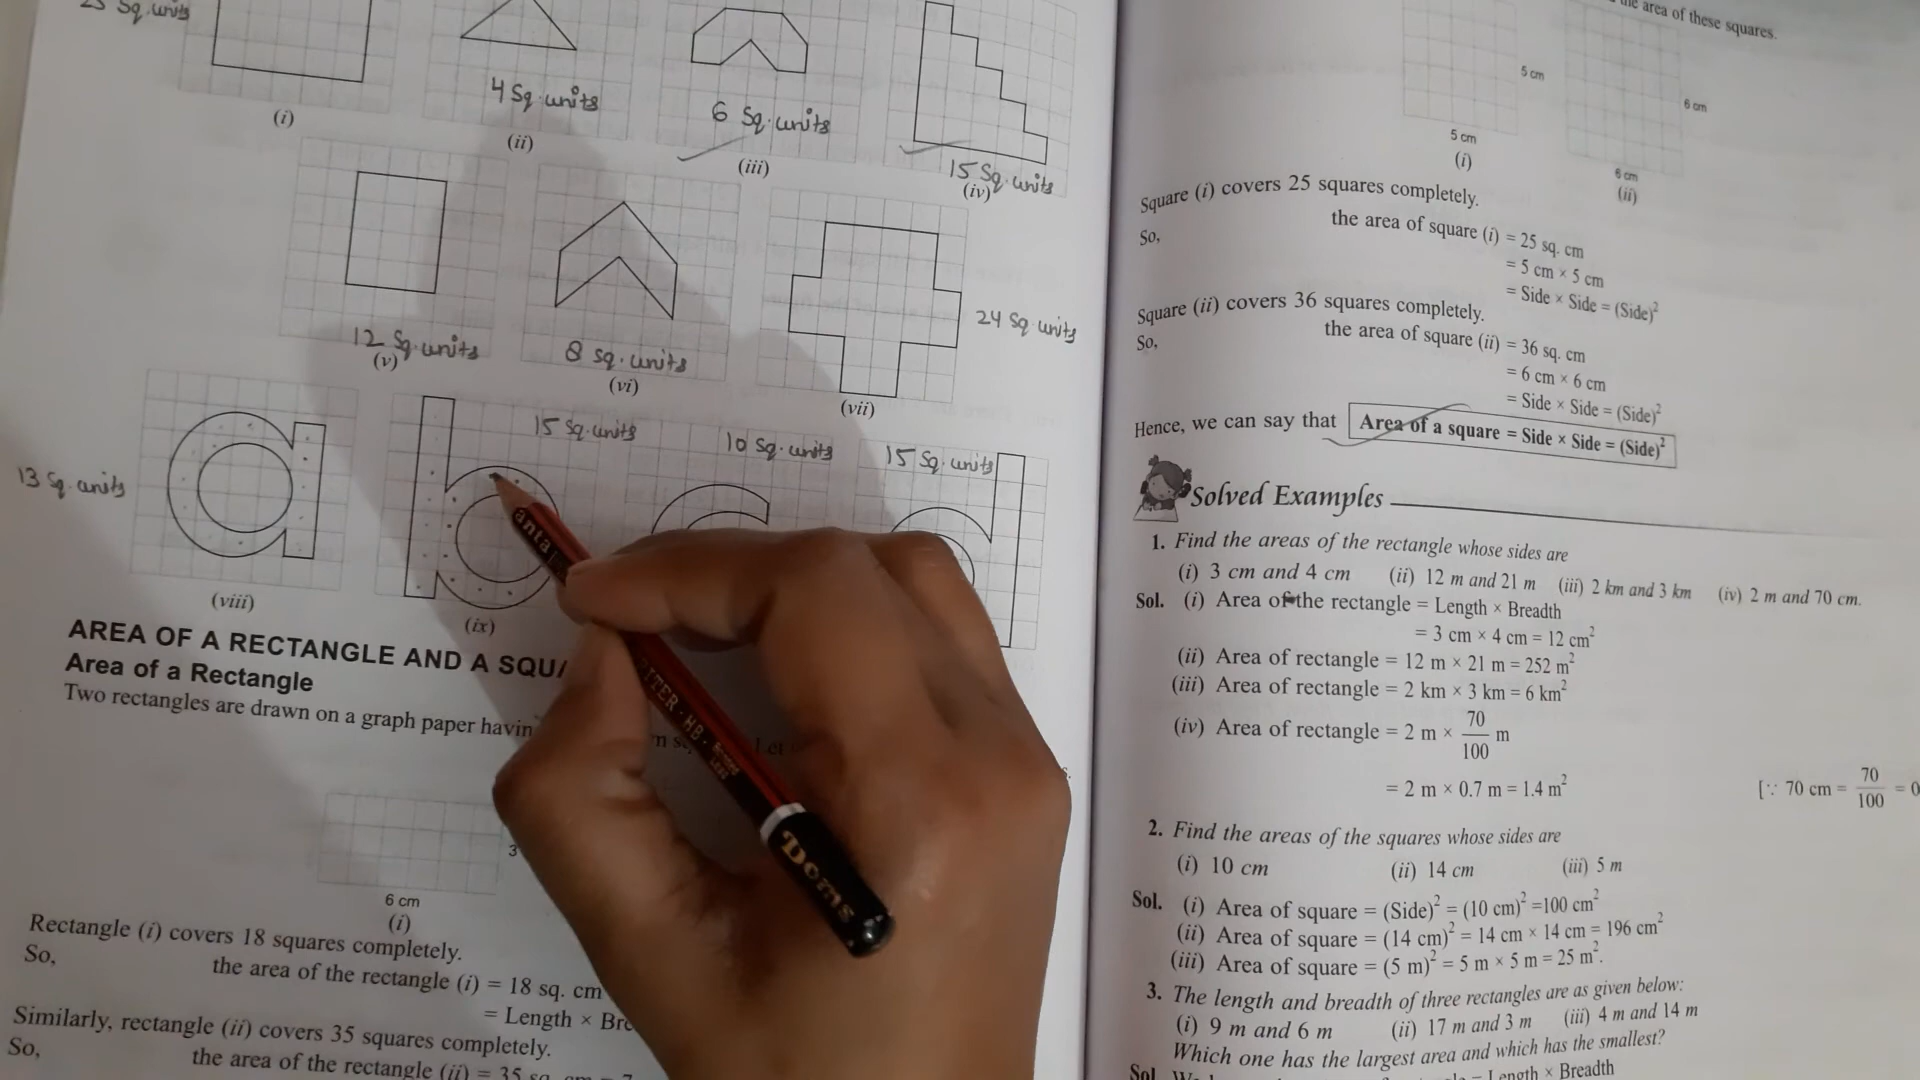 25 Sq. units
(i)
4 Sq. units
(ii)
6 Sq. units
(iii)
15 Sq. units
(iv)
12 Sq. units
(v)
8 Sq. units
(vi)
24 Sq. units
(vii)
13 Sq. units
(viii)
15 Sq. units
(ix)
10 Sq. units
15 Sq. units
AREA OF A RECTANGLE AND A SQU
Area of a Rectangle
Two rectangles are drawn on a graph paper
3
6 cm
(i)
Rectangle (i) covers 18 squares completely.
So,
the area of the rectangle (i) = 18 sq. cm
= Length ×
Similarly, rectangle (ii) covers 35 squares completely.
So,
the area of the rectangle (ii) = 35
anta
RITER · HB ·
BONDED
LEAD
Doms
the area of these squares.
5 cm
6 cm
5 cm
(i)
6 cm
(ii)
Square (i) covers 25 squares completely.
So,
the area of square (i) = 25 sq. cm
= 5 cm × 5 cm
= Side × Side = (Side)²
Square (ii) covers 36 squares completely.
So,
the area of square (ii) = 36 sq. cm
= 6 cm × 6 cm
= Side × Side = (Side)²
Hence, we can say that Area of a square = Side × Side = (Side)²
Solved Examples
1. Find the areas of the rectangle whose sides are
(i) 3 cm and 4 cm (ii) 12 m and 21 m (iii) 2 km and 3 km (iv) 2 m and 70 cm.
Sol. (i) Area of the rectangle = Length × Breadth
= 3 cm × 4 cm = 12 cm²
(ii) Area of rectangle = 12 m × 21 m = 252 m²
(iii) Area of rectangle = 2 km × 3 km = 6 km²
(iv) Area of rectangle = 2 m × 70/100 m
= 2 m × 0.7 m = 1.4 m² [∵ 70 cm = 70/100 = 0
2. Find the areas of the squares whose sides are
(i) 10 cm (ii) 14 cm (iii) 5 m
Sol. (i) Area of square = (Side)² = (10 cm)² =100 cm²
(ii) Area of square = (14 cm)² = 14 cm × 14 cm = 196 cm²
(iii) Area of square = (5 m)² = 5 m × 5 m = 25 m².
3. The length and breadth of three rectangles are as given below:
(i) 9 m and 6 m (ii) 17 m and 3 m (iii) 4 m and 14 m
Which one has the largest area and which has the smallest?
Sol. = Length × Breadth